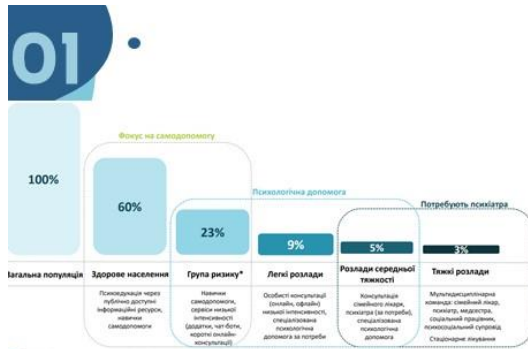 01
Фокус на самодопомогу
100%
Психологічна допомога
60%
Потребують психіатра
23%
9%
5%
3%
Загальна популяція
Здорове населення
Група ризику*
Легкі розлади
Розлади середньої
тяжкості
Тяжкі розлади
Психоедукація через
публічно доступні
інформаційні ресурси,
навички
самодопомоги
Навички
самодопомоги,
сервіси низької
інтенсивності
(додатки, чат-боти,
короткі онлайн-
консультації)
Особисті консультації
(онлайн, офлайн)
низької інтенсивності,
спеціалізована
психологічна
допомога за потреби
Консультація
сімейного лікаря,
психіатра (за потреби),
спеціалізована
психологічна
допомога
Мультидисциплінарна
команда: сімейний лікар,
психіатр, медсестра,
соціальний працівник,
психосоціальний супровід
Стаціонарне лікування